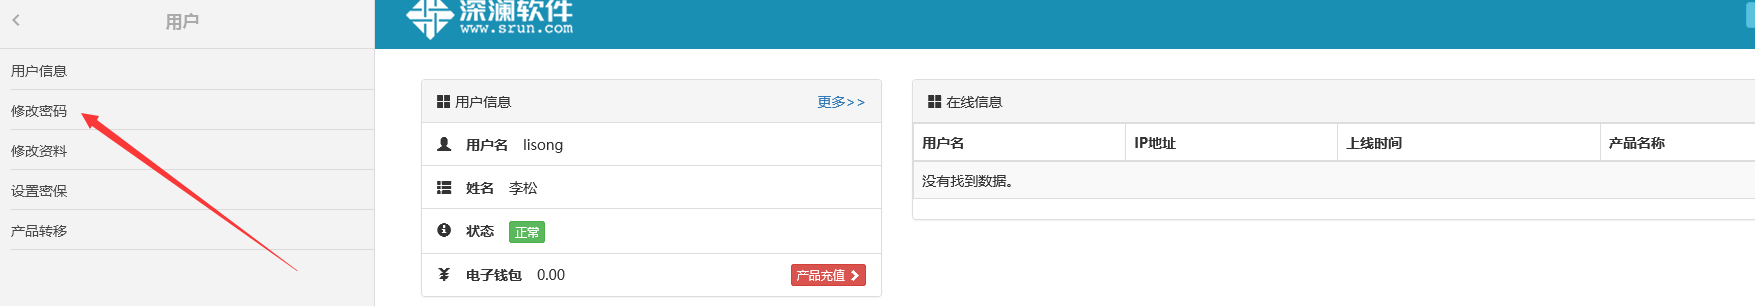 用户
用户信息
修改密码
修改资料
设置密保
产品转移
深澜软件
www.srun.com
用户信息
更多>>
用户名 lisong
姓名 李松
状态 正常
电子钱包 0.00
产品充值
在线信息
用户名 IP地址 上线时间 产品名称
没有找到数据。